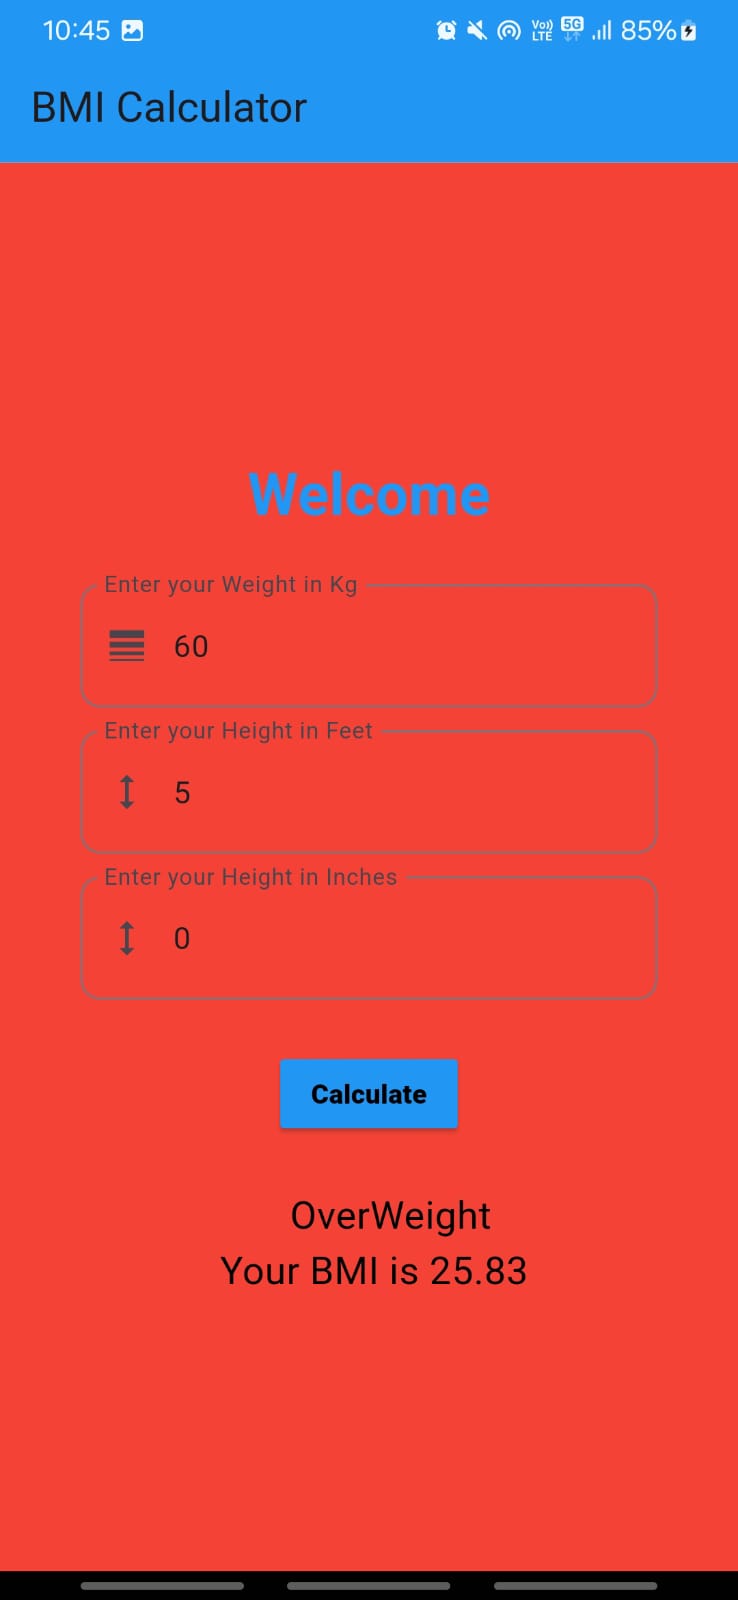 10:45 Vo)) LTE 5G 85%
BMI Calculator
Welcome
Enter your Weight in Kg
60
Enter your Height in Feet
5
Enter your Height in Inches
0
Calculate
OverWeight
Your BMI is 25.83